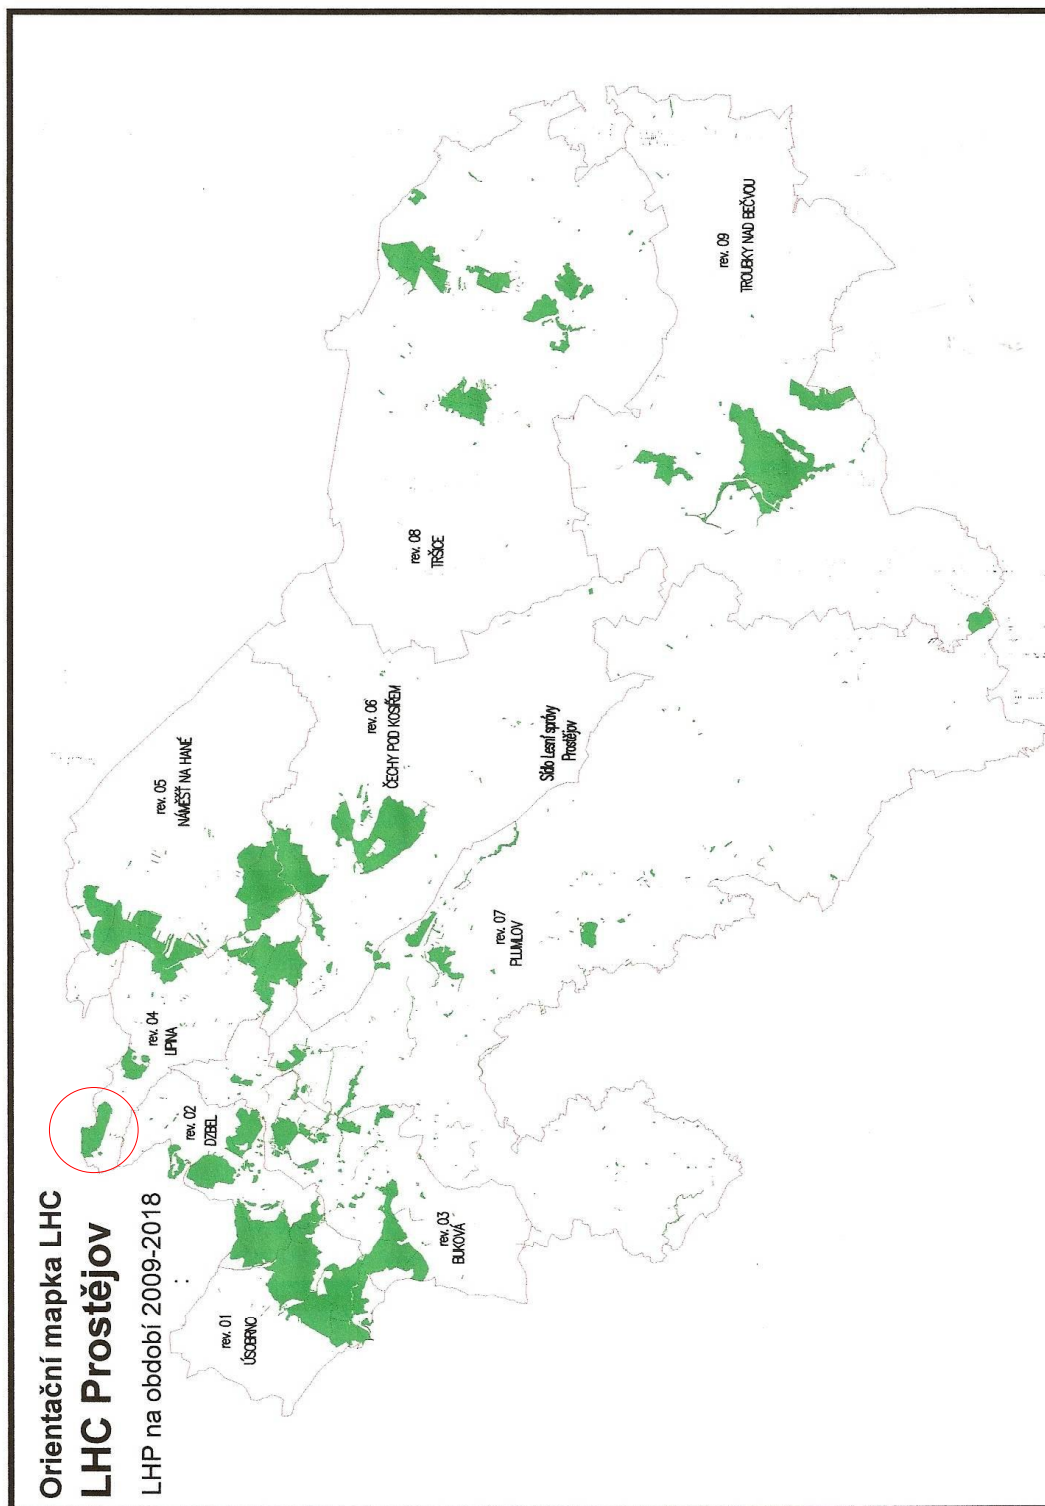 Orientační mapka LHC
LHC Prostějov
LHP na období 2009-2018
rev. 01
ÚSOBRNO
rev. 02
DZBEL
rev. 03
BUKOVÁ
rev. 04
LIPINA
rev. 05
NÁMĚŠŤ NA HANÉ
rev. 06
ČECHY POD KOSÍŘEM
rev. 07
PLUMLOV
Sídlo Lesní správy
Prostějov
rev. 08
TRŠICE
rev. 09
TROUBKY NAD BEČVOU